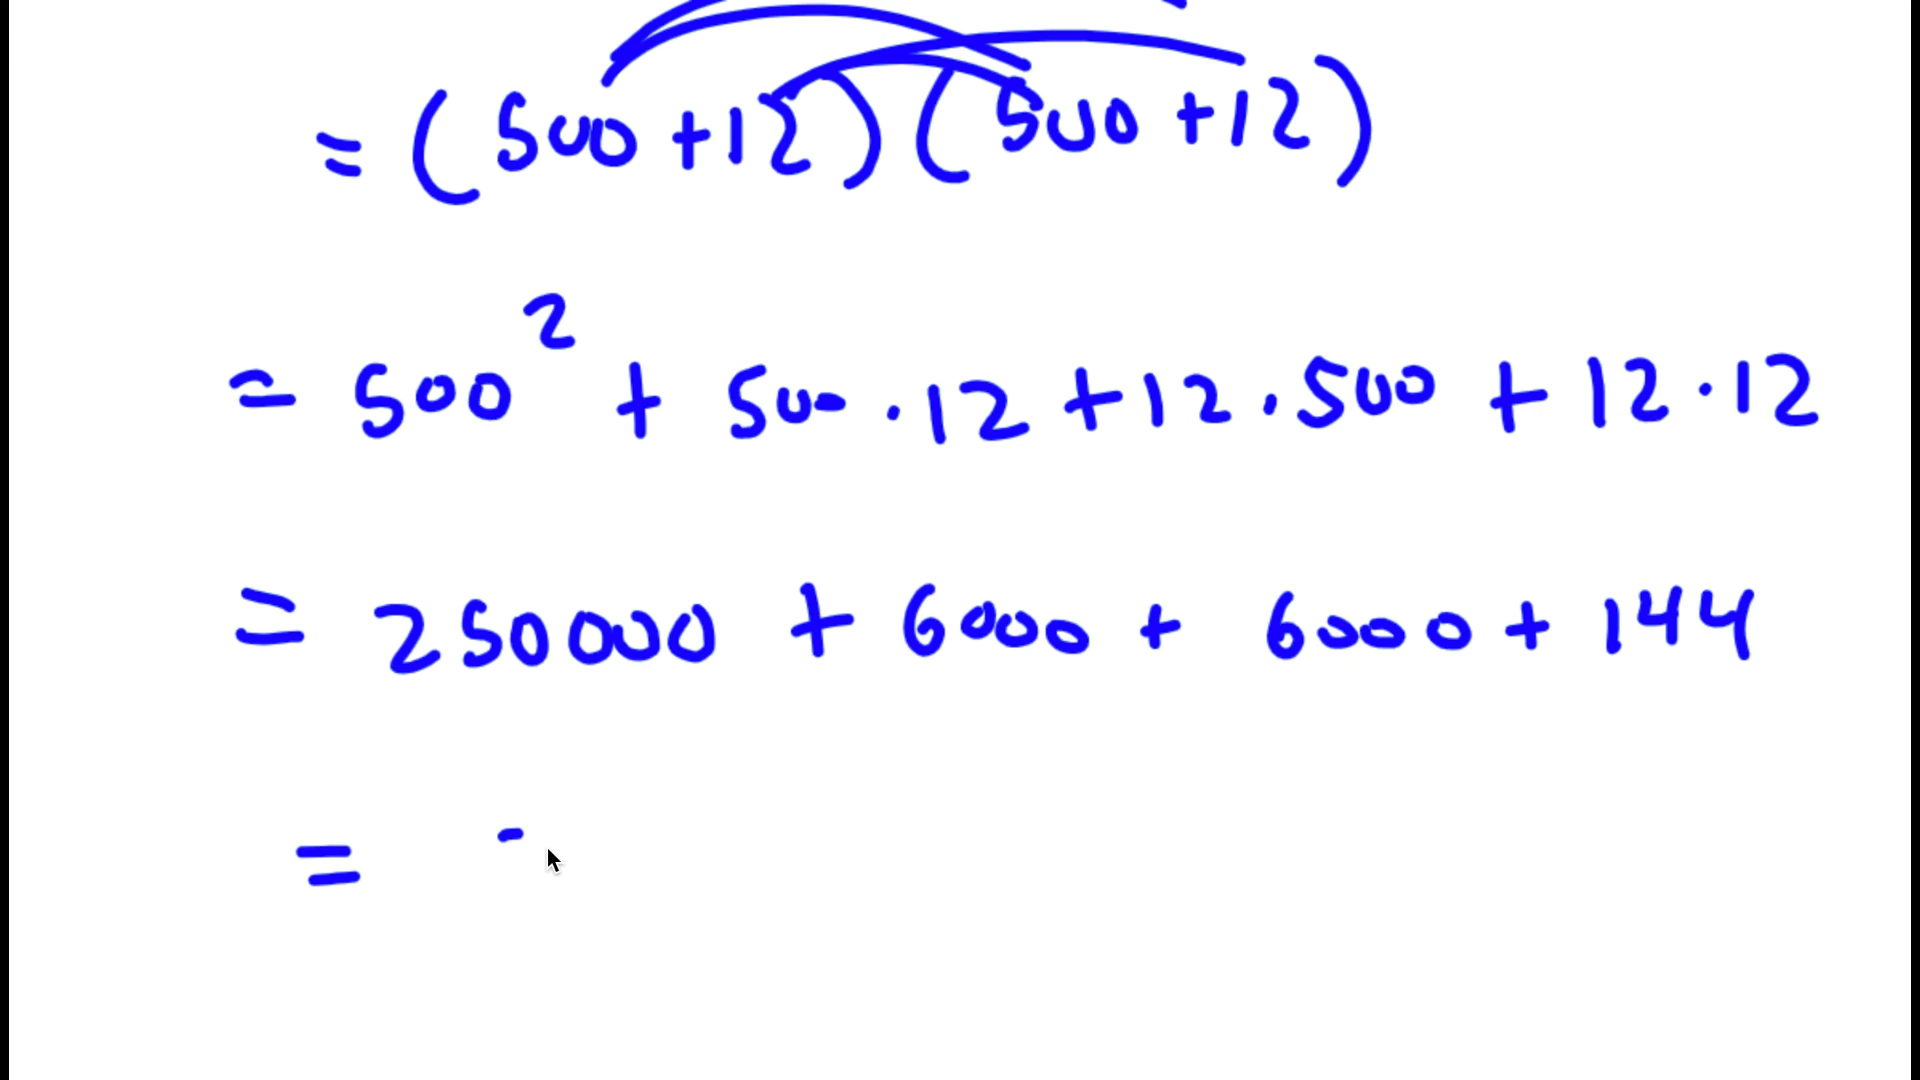 = (500 + 12) (500 + 12)
= 500² + 500 · 12 + 12 · 500 + 12 · 12
= 250000 + 6000 + 6000 + 144
=